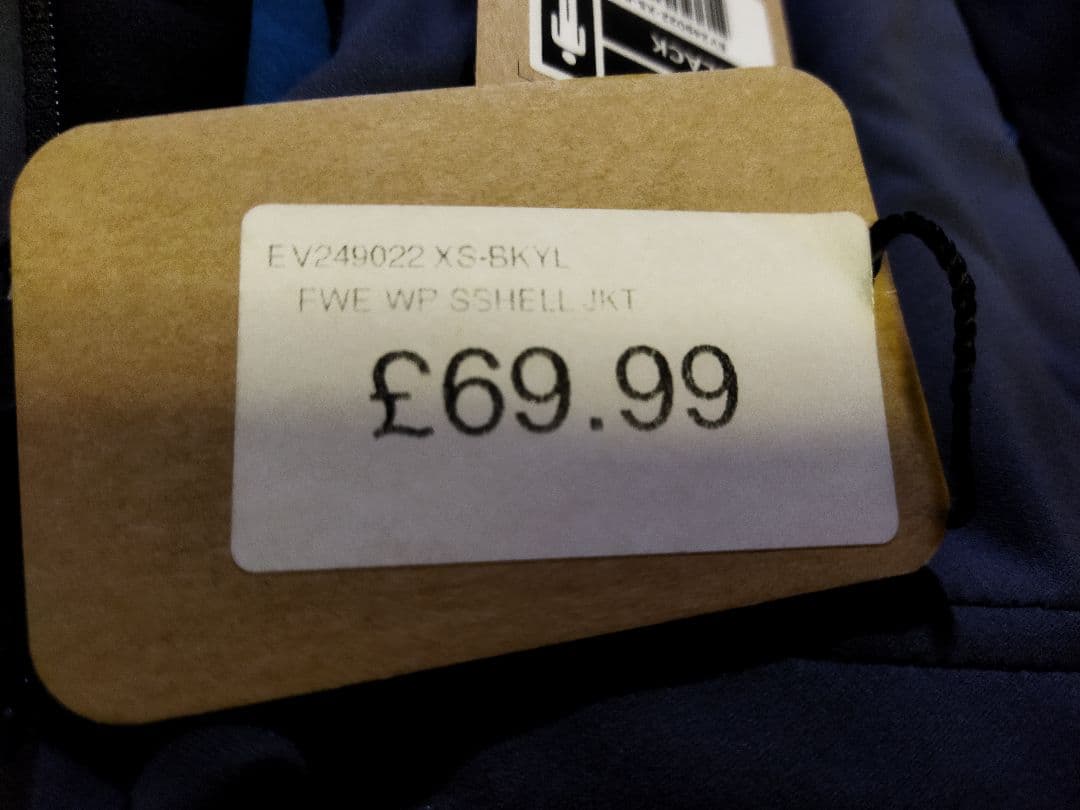 EV249022 XS-BKYL
FWE WP SSHELL JKT
£69.99